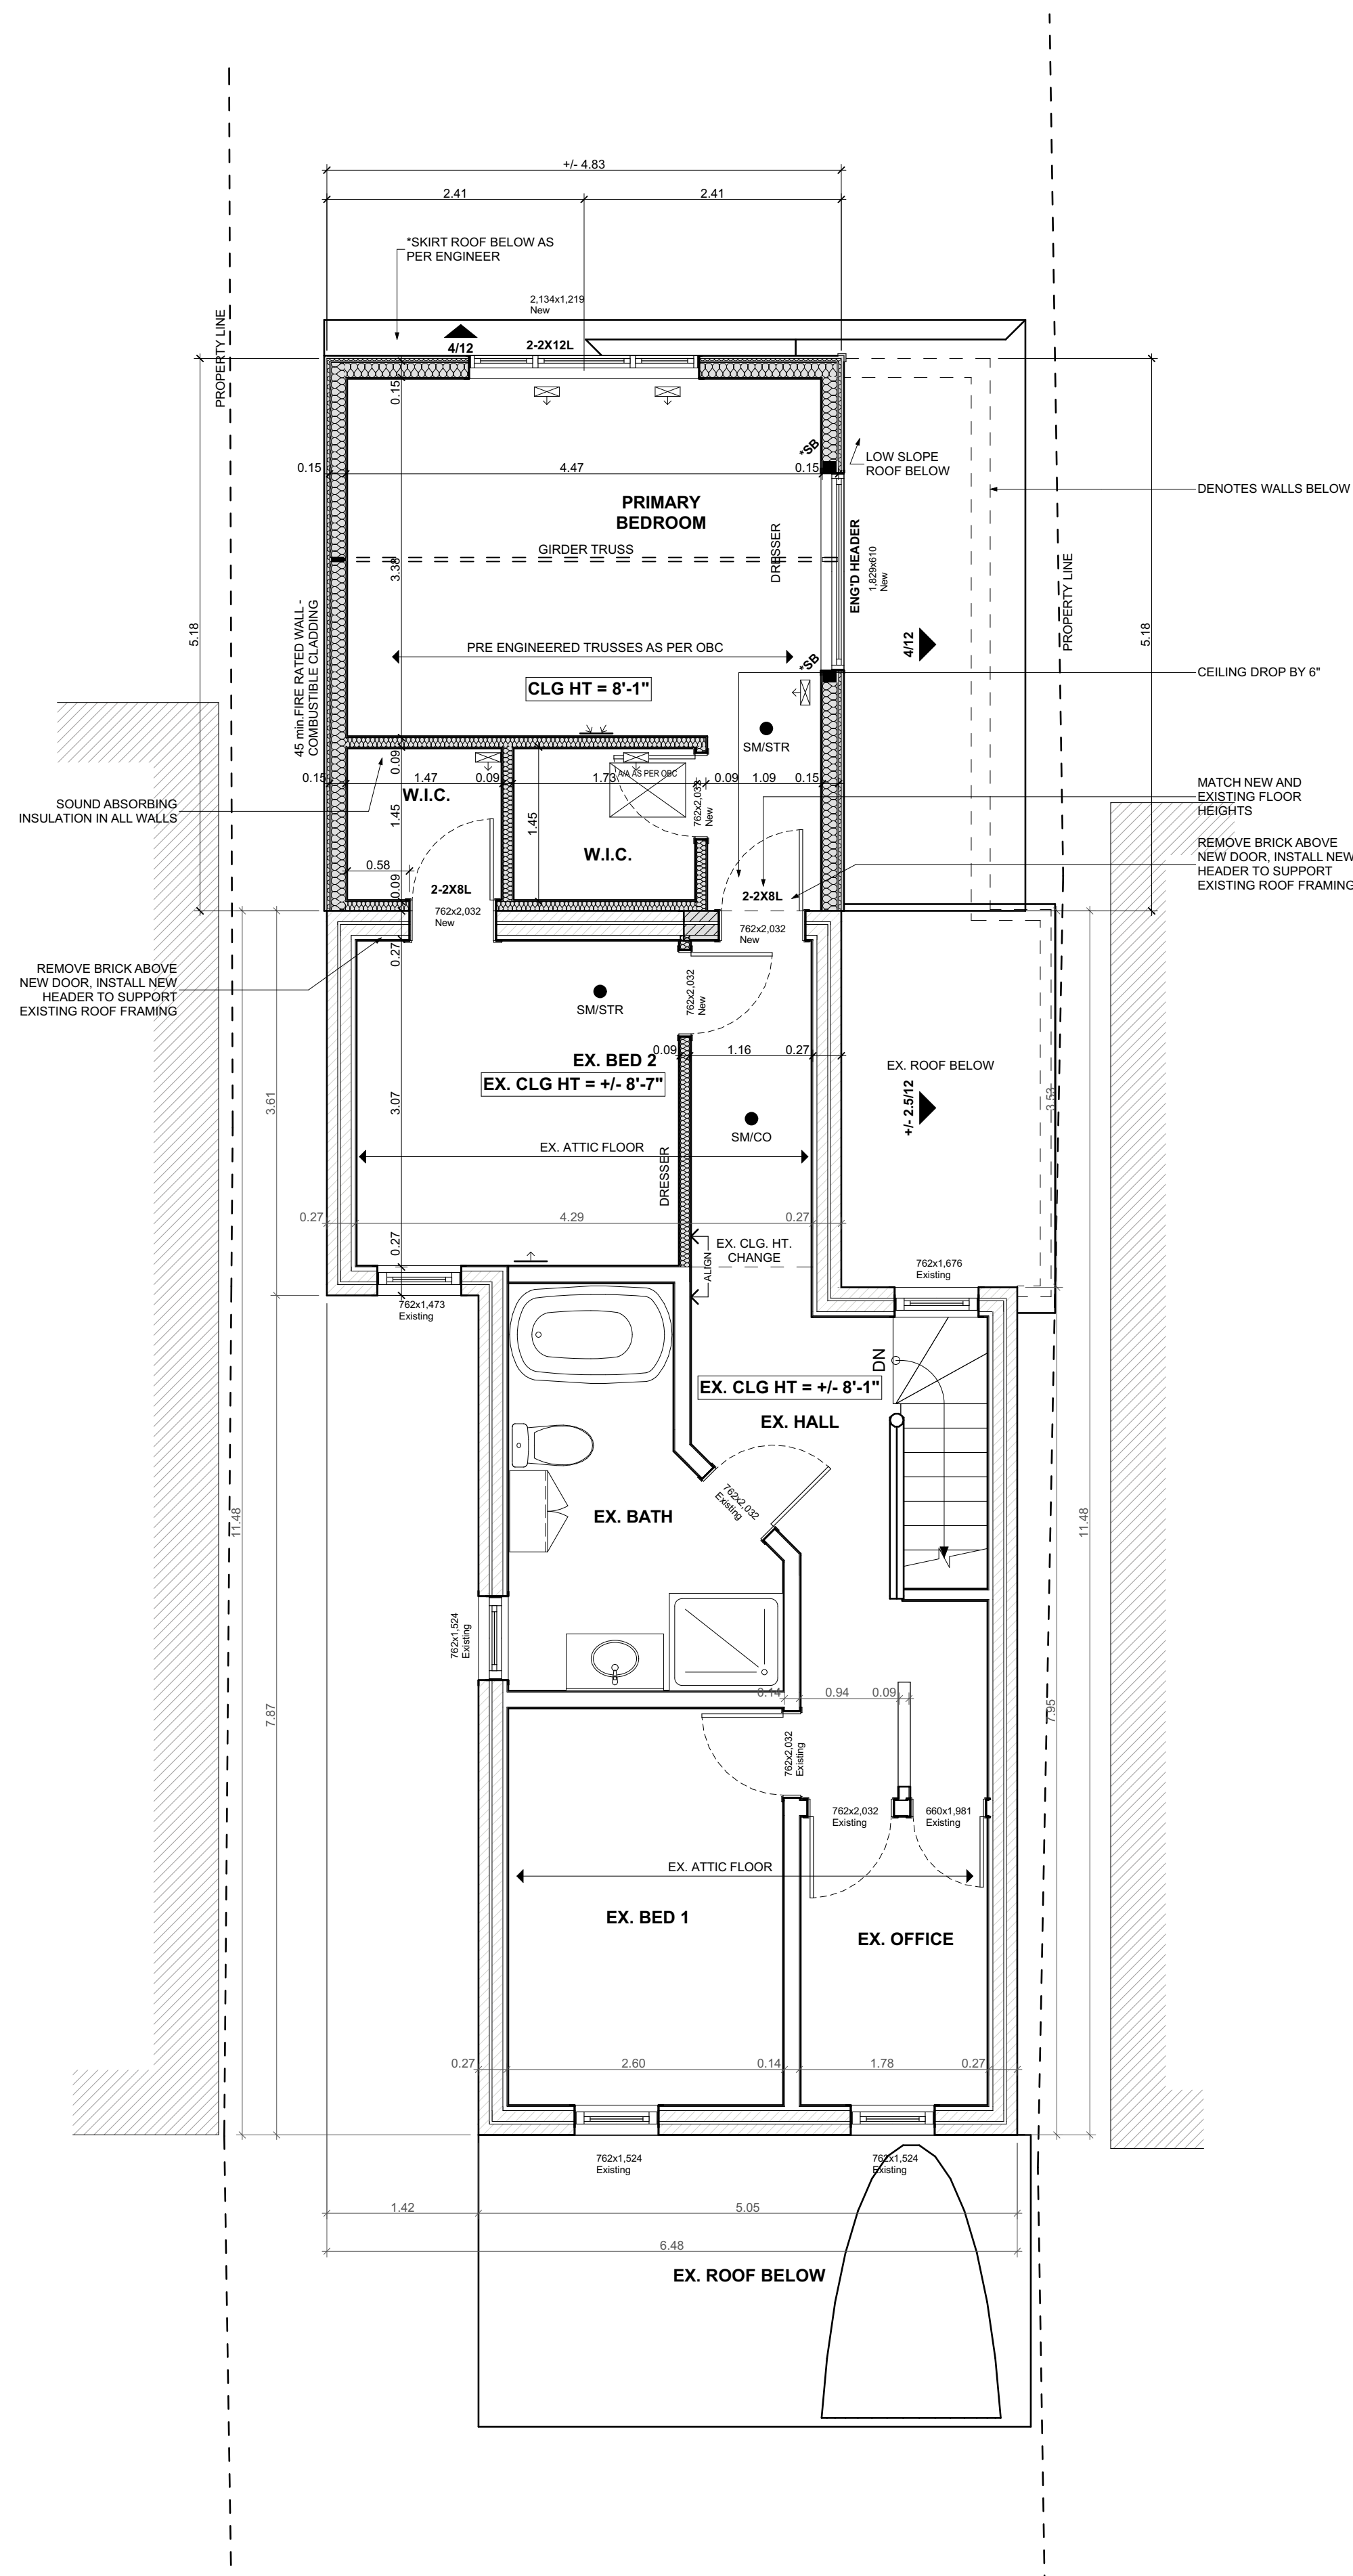 +/- 4.83
2.41
2.41
*SKIRT ROOF BELOW AS
PER ENGINEER
2,134x1,219
New
PROPERTY LINE
4/12
2-2X12L
0.15
*SB
LOW SLOPE
ROOF BELOW
0.15
4.47
0.15
DENOTES WALLS BELOW
PRIMARY
BEDROOM
DRESSER
ENG'D HEADER
1,829x610
New
GIRDER TRUSS
3.38
PROPERTY LINE
5.18
5.18
45 min.FIRE RATED WALL -
COMBUSTIBLE CLADDING
4/12
PRE ENGINEERED TRUSSES AS PER OBC
*SB
CEILING DROP BY 6"
CLG HT = 8'-1"
SM/STR
0.09
A/A AS PER OBC
0.15
1.47
0.09
1.73
0.09
1.09
0.15
MATCH NEW AND
EXISTING FLOOR
HEIGHTS
W.I.C.
762x2,033
New
SOUND ABSORBING
INSULATION IN ALL WALLS
1.45
1.45
REMOVE BRICK ABOVE
NEW DOOR, INSTALL NEW
HEADER TO SUPPORT
EXISTING ROOF FRAMING
W.I.C.
0.58
0.09
2-2X8L
2-2X8L
762x2,032
New
762x2,032
New
0.27
REMOVE BRICK ABOVE
NEW DOOR, INSTALL NEW
HEADER TO SUPPORT
EXISTING ROOF FRAMING
762x2,032
New
SM/STR
0.09
1.16
0.27
EX. BED 2
EX. CLG HT = +/- 8'-7"
EX. ROOF BELOW
3.61
3.07
+/- 2.5/12
3.53
SM/CO
EX. ATTIC FLOOR
DRESSER
0.27
4.29
0.27
0.27
EX. CLG. HT.
CHANGE
ALIGN
762x1,676
Existing
762x1,473
Existing
DN
EX. CLG HT = +/- 8'-1"
EX. HALL
762x2,032
Existing
EX. BATH
11.48
11.48
762x1,524
Existing
0.14
0.94
0.09
7.87
7.95
762x2,032
Existing
762x2,032
Existing
660x1,981
Existing
EX. ATTIC FLOOR
EX. BED 1
EX. OFFICE
0.27
2.60
0.14
1.78
0.27
762x1,524
Existing
762x1,524
Existing
1.42
5.05
6.48
EX. ROOF BELOW